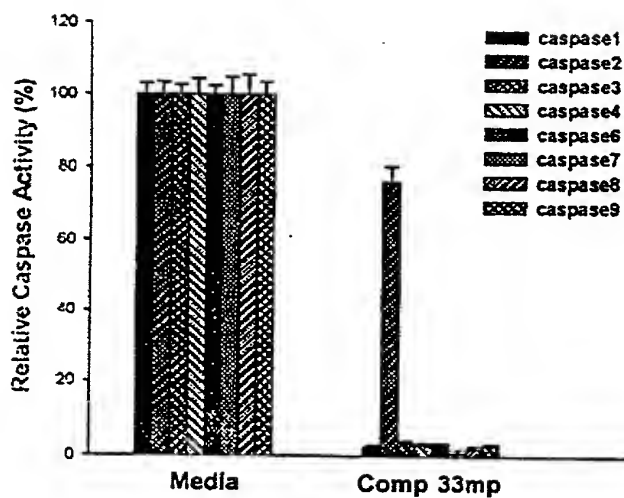 120
100
80
60
40
20
0
Relative Caspase Activity (%)
caspase1
caspase2
caspase3
caspase4
caspase6
caspase7
caspase8
caspase9
Media
Comp 33mp